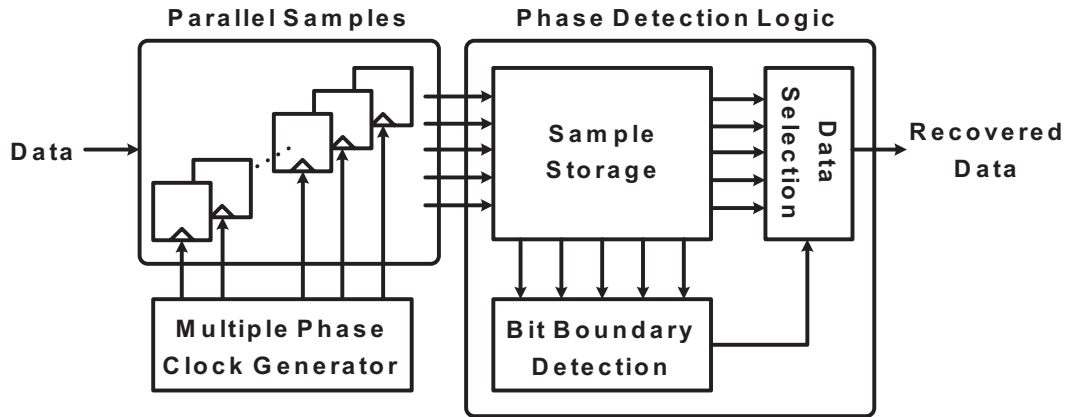 Parallel Samples
Phase Detection Logic
Data
Sample
Storage
Data
Selection
Recovered
Data
Multiple Phase
Clock Generator
Bit Boundary
Detection